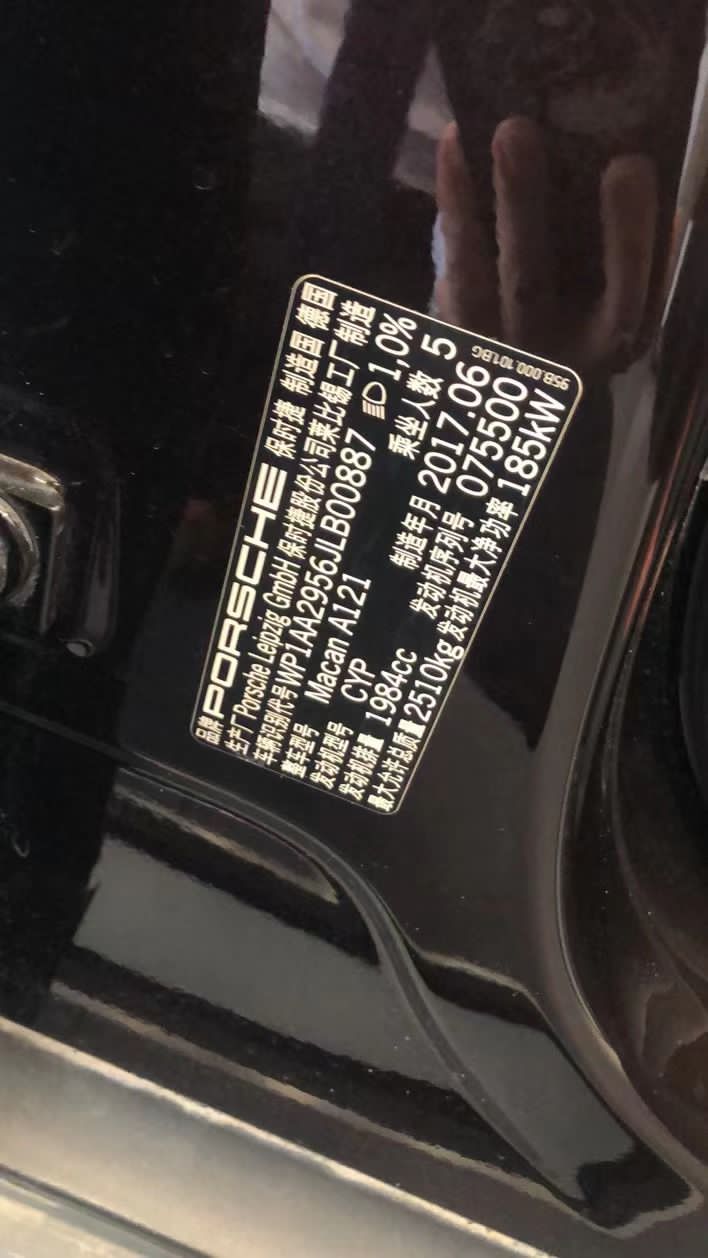 品牌 PORSCHE 保时捷 制造国 德国
生产厂 Porsche Leipzig GmbH 保时捷股份公司莱比锡工厂制造
车辆识别代号 WP1AA2956JLB00887 1,0%
整车型号 Macan A121 乘坐人数 5
发动机型号 CYP 制造年月 2017.06
发动机排量 1984cc 发动机序列号 075500
最大允许总质量 2510kg 发动机最大净功率 185kW
95B.000.101.BG